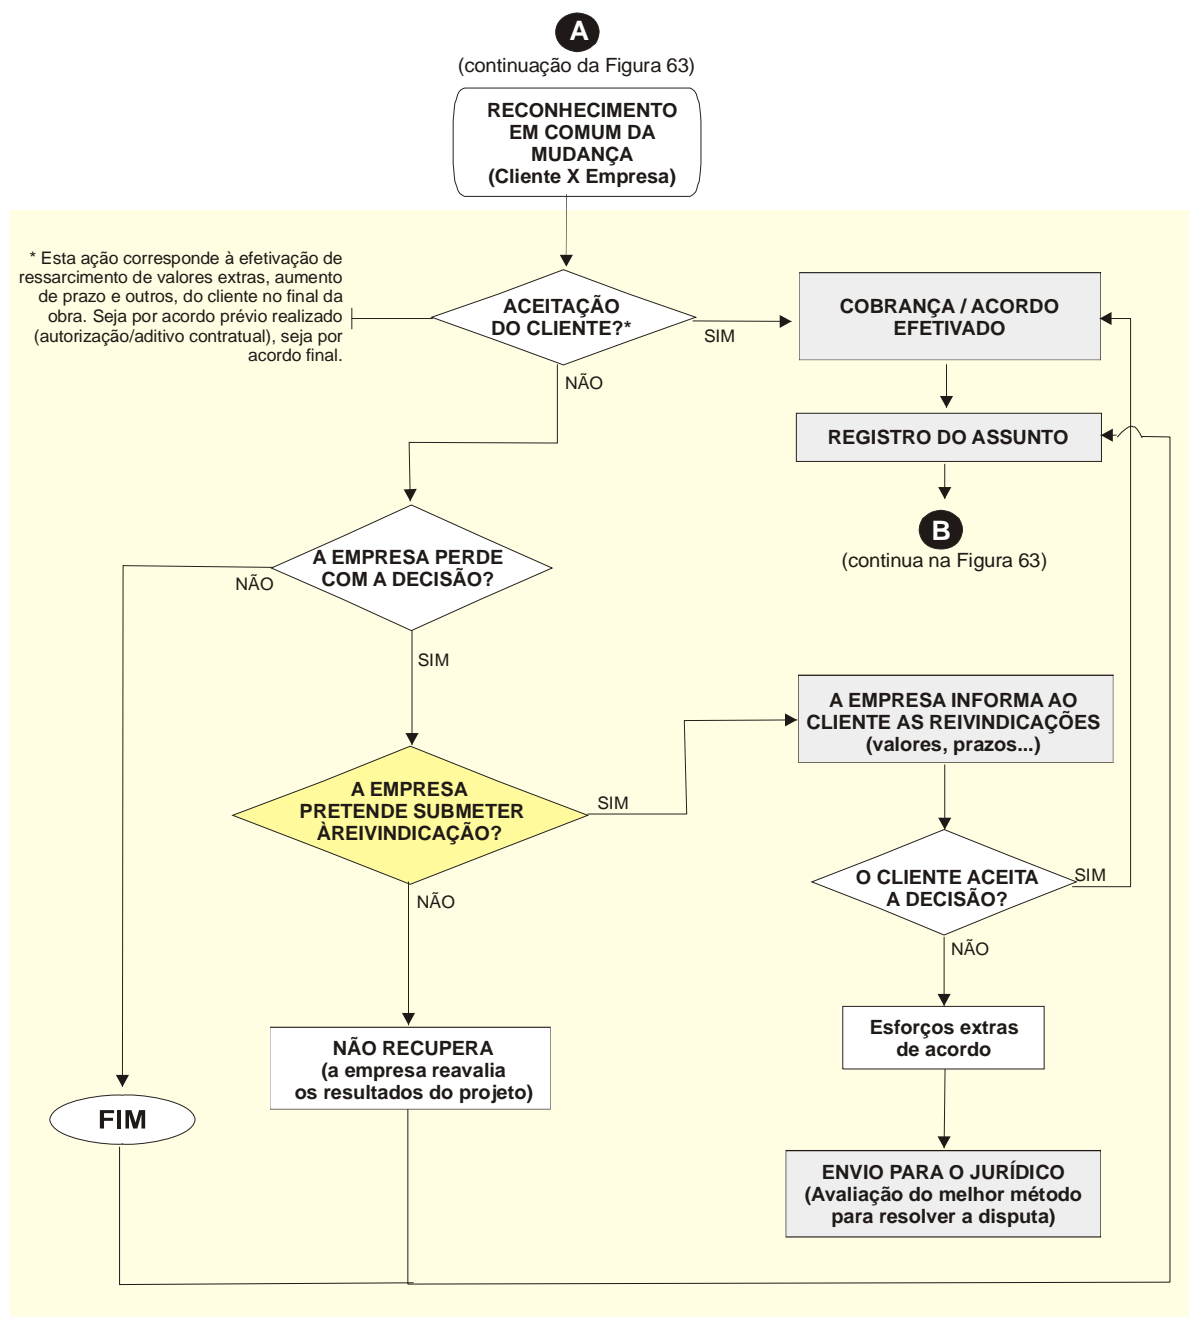 A
(continuação da Figura 63)
RECONHECIMENTO
EM COMUM DA
MUDANÇA
(Cliente X Empresa)
* Esta ação corresponde à efetivação de
ressarcimento de valores extras, aumento
de prazo e outros, do cliente no final da
obra. Seja por acordo prévio realizado
(autorização/aditivo contratual), seja por
acordo final.
ACEITAÇÃO
DO CLIENTE?*
SIM
NÃO
COBRANÇA / ACORDO
EFETIVADO
REGISTRO DO ASSUNTO
B
(continua na Figura 63)
A EMPRESA PERDE
COM A DECISÃO?
NÃO
SIM
A EMPRESA
PRETENDE SUBMETER
ÀREIVINDICAÇÃO?
SIM
NÃO
A EMPRESA INFORMA AO
CLIENTE AS REIVINDICAÇÕES
(valores, prazos...)
O CLIENTE ACEITA
A DECISÃO?
SIM
NÃO
Esforços extras
de acordo
NÃO RECUPERA
(a empresa reavalia
os resultados do projeto)
FIM
ENVIO PARA O JURÍDICO
(Avaliação do melhor método
para resolver a disputa)